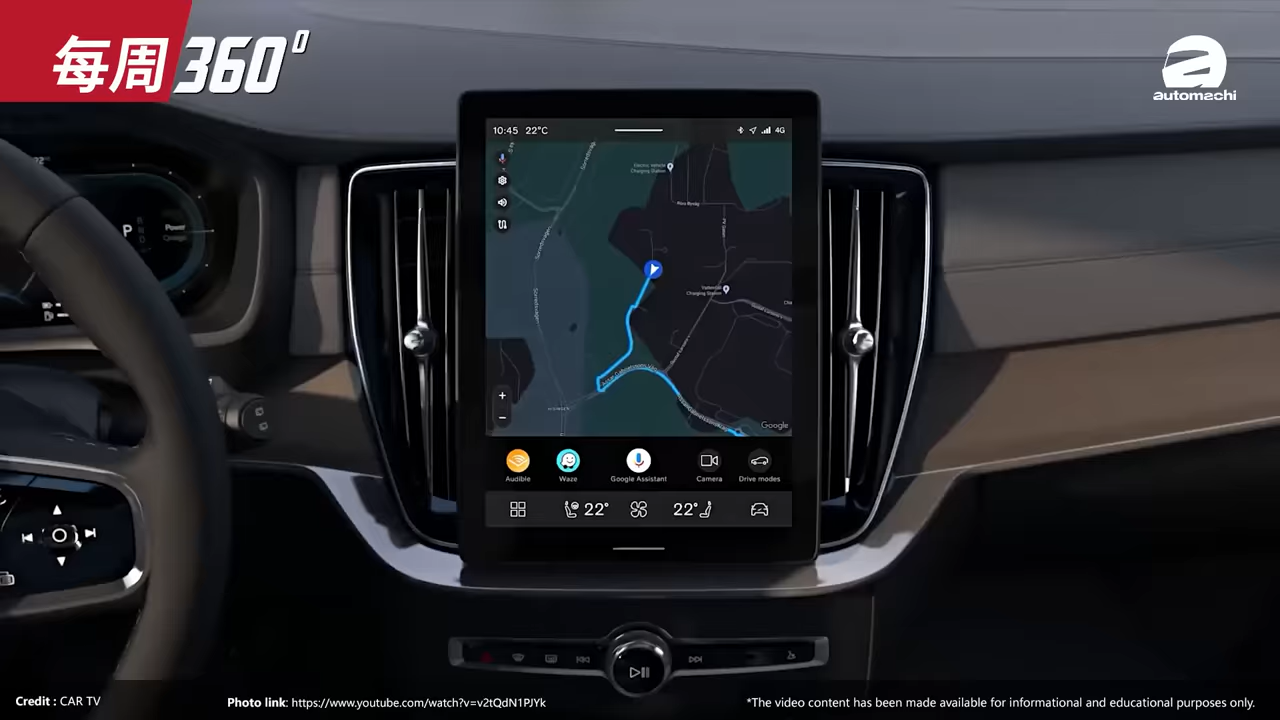 每周360°
automachi
10:45 22°C
4G
Electric Vehicle
Charging Station
Charging Station
P
Power
Google
Audible
Waze
Google Assistant
Camera
Drive modes
22°
22°
Credit : CAR TV
Photo link: https://www.youtube.com/watch?v=v2tQdN1PJYk
*The video content has been made available for informational and educational purposes only.